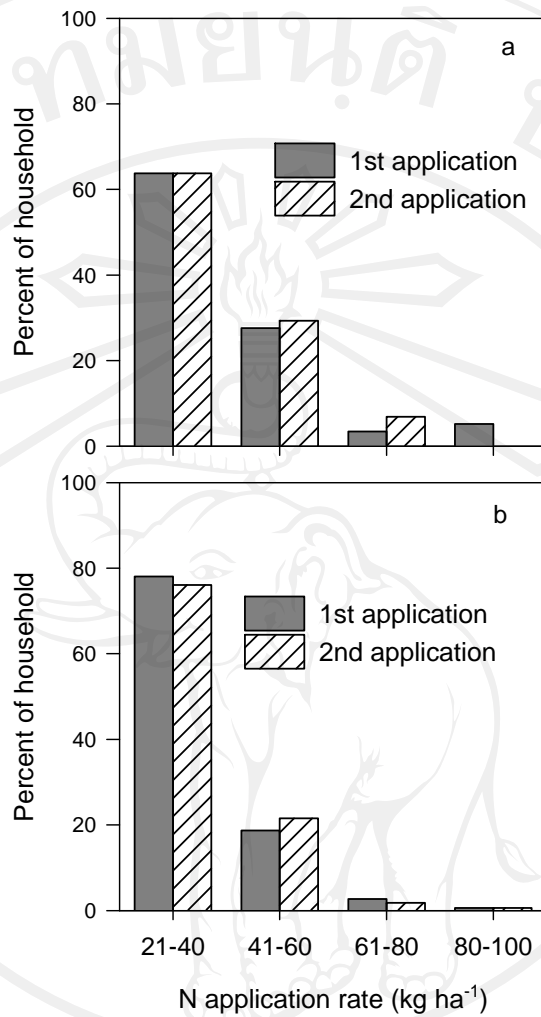 100
a
80
Percent of household
1st application
2nd application
60
40
20
0
100
b
80
Percent of household
1st application
2nd application
60
40
20
0
21-40 41-60 61-80 80-100
N application rate (kg ha⁻¹)